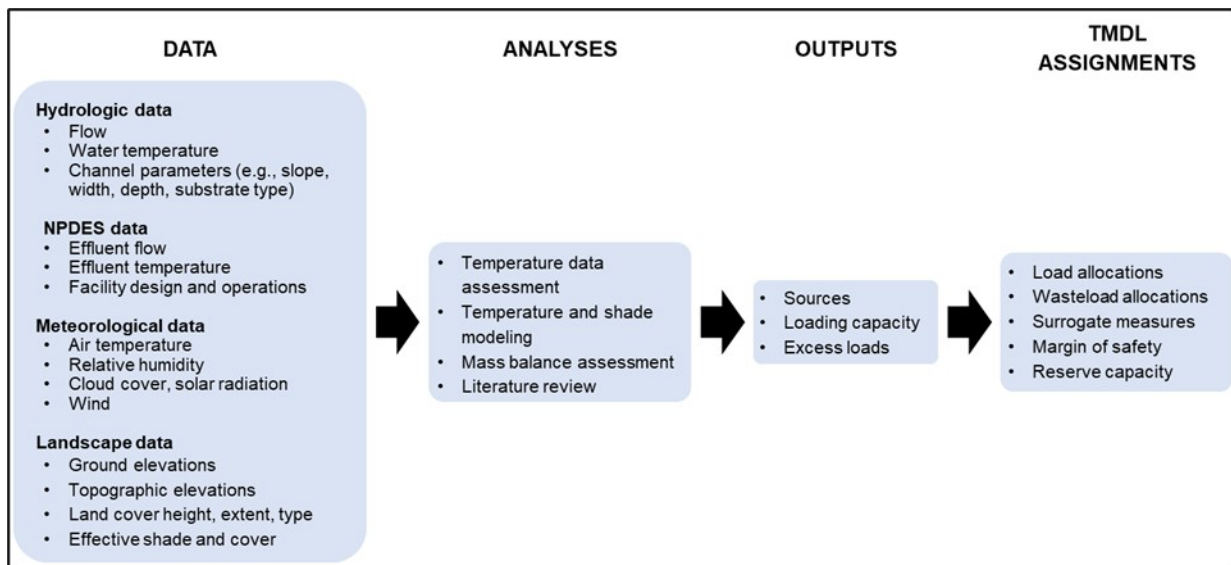 DATA
Hydrologic data
• Flow
• Water temperature
• Channel parameters (e.g., slope,
width, depth, substrate type)
NPDES data
• Effluent flow
• Effluent temperature
• Facility design and operations
Meteorological data
• Air temperature
• Relative humidity
• Cloud cover, solar radiation
• Wind
Landscape data
• Ground elevations
• Topographic elevations
• Land cover height, extent, type
• Effective shade and cover
ANALYSES
• Temperature data
assessment
• Temperature and shade
modeling
• Mass balance assessment
• Literature review
OUTPUTS
• Sources
• Loading capacity
• Excess loads
TMDL
ASSIGNMENTS
• Load allocations
• Wasteload allocations
• Surrogate measures
• Margin of safety
• Reserve capacity